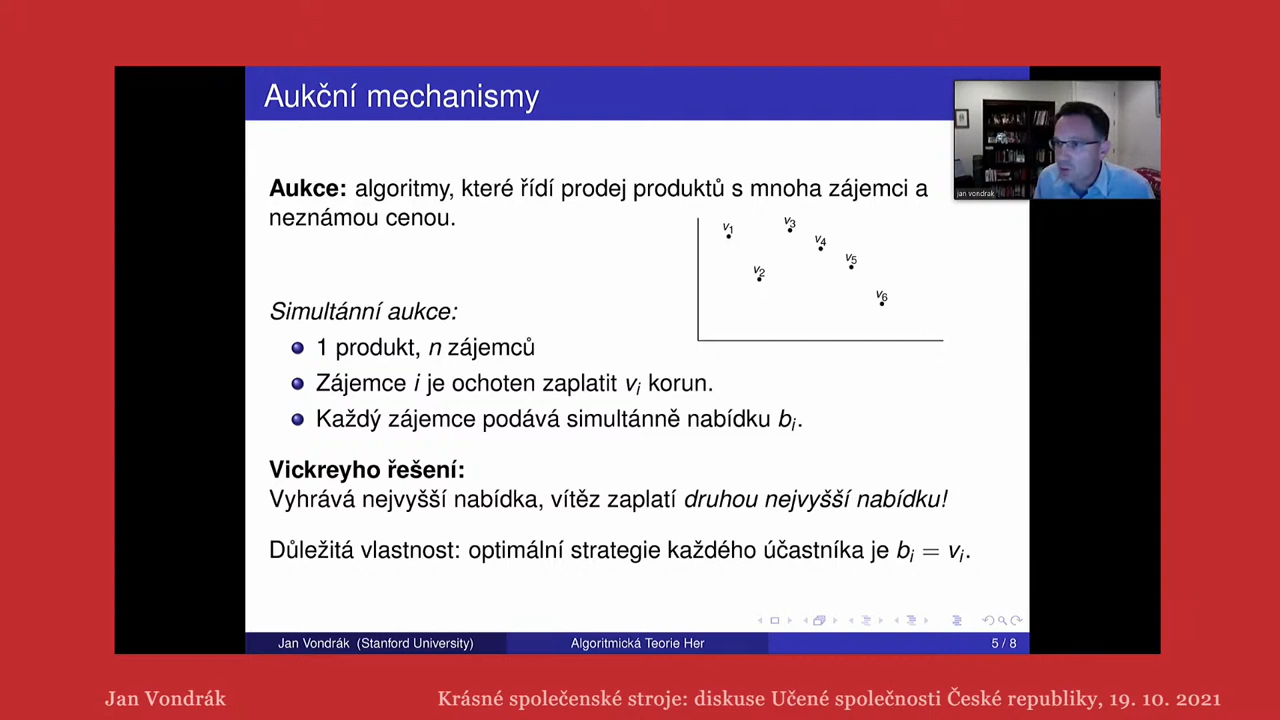 Aukční mechanismy
jan vondrak
Aukce: algoritmy, které řídí prodej produktů s mnoha zájemci a
neznámou cenou.
v1
v2
v3
v4
v5
v6
Simultánní aukce:
1 produkt, n zájemců
Zájemce i je ochoten zaplatit vi korun.
Každý zájemce podává simultánně nabídku bi.
Vickreyho řešení:
Vyhrává nejvyšší nabídka, vítěz zaplatí druhou nejvyšší nabídku!
Důležitá vlastnost: optimální strategie každého účastníka je bi = vi.
Jan Vondrák (Stanford University)
Algoritmická Teorie Her
5 / 8
Jan Vondrák
Krásné společenské stroje: diskuse Učené společnosti České republiky, 19. 10. 2021